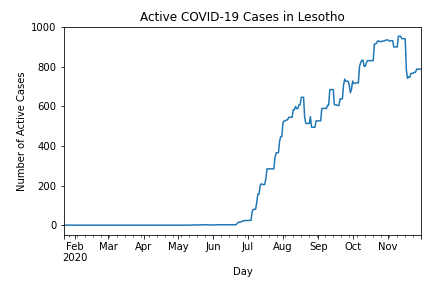 Active COVID-19 Cases in Lesotho
1000
800
600
400
200
0
Number of Active Cases
Feb Mar Apr May Jun Jul Aug Sep Oct Nov
2020
Day